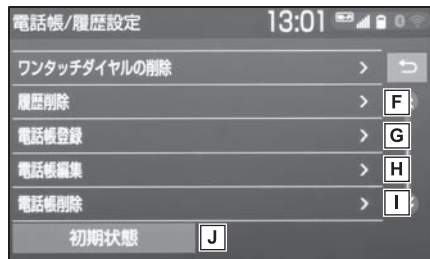 電話帳/履歴設定 13:01
ワンタッチダイヤルの削除
履歴削除 F
電話帳登録 G
電話帳編集 H
電話帳削除 I
初期状態 J